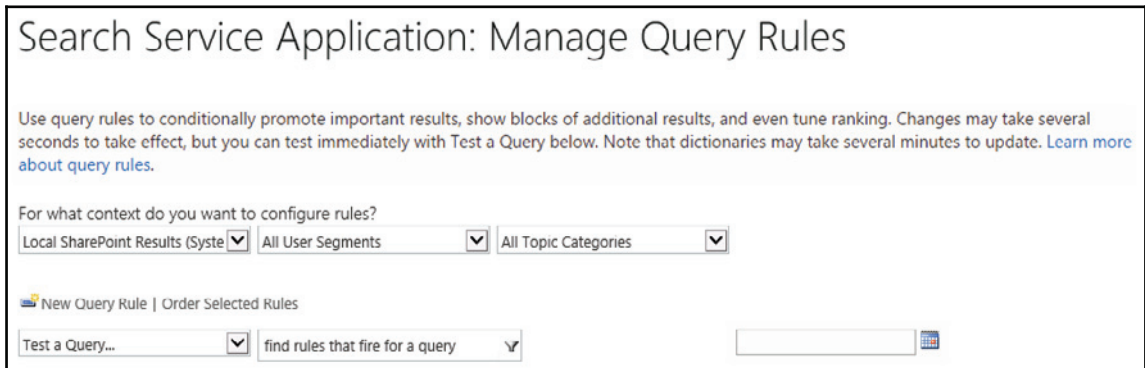 Search Service Application: Manage Query Rules
Use query rules to conditionally promote important results, show blocks of additional results, and even tune ranking. Changes may take several
seconds to take effect, but you can test immediately with Test a Query below. Note that dictionaries may take several minutes to update. Learn more
about query rules.
For what context do you want to configure rules?
Local SharePoint Results (Syste All User Segments All Topic Categories
New Query Rule | Order Selected Rules
Test a Query... find rules that fire for a query